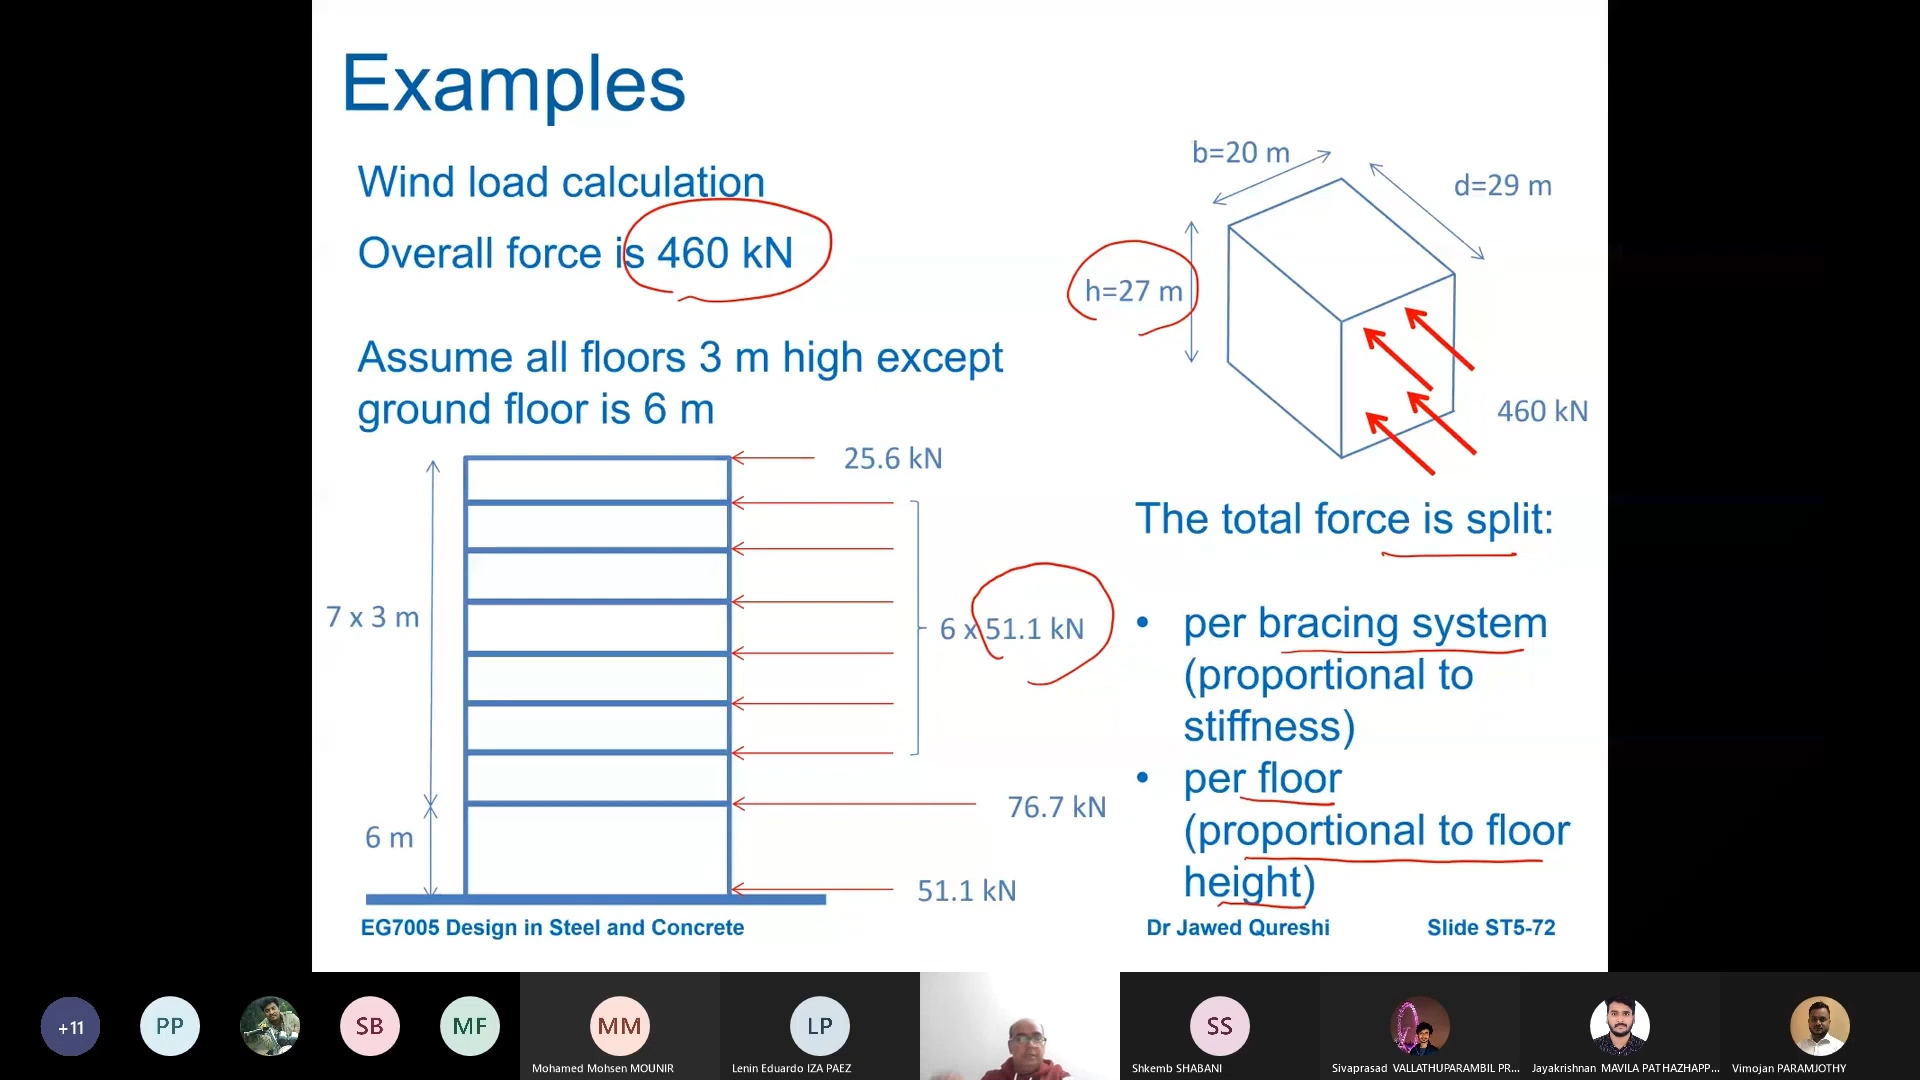 Examples
Wind load calculation
Overall force is 460 kN
Assume all floors 3 m high except
ground floor is 6 m
b=20 m
d=29 m
h=27 m
460 kN
25.6 kN
7 x 3 m
6 x 51.1 kN
76.7 kN
6 m
51.1 kN
The total force is split:
• per bracing system
(proportional to
stiffness)
• per floor
(proportional to floor
height)
EG7005 Design in Steel and Concrete
Dr Jawed Qureshi
Slide ST5-72
+11
PP
SB
MF
MM
LP
SS
Mohamed Mohsen MOUNIR
Lenin Eduardo IZA PAEZ
Shkemb SHABANI
Sivaprasad VALLATHUPARAMBIL PR...
Jayakrishnan MAVILA PATHAZHAPP...
Vimojan PARAMJOTHY